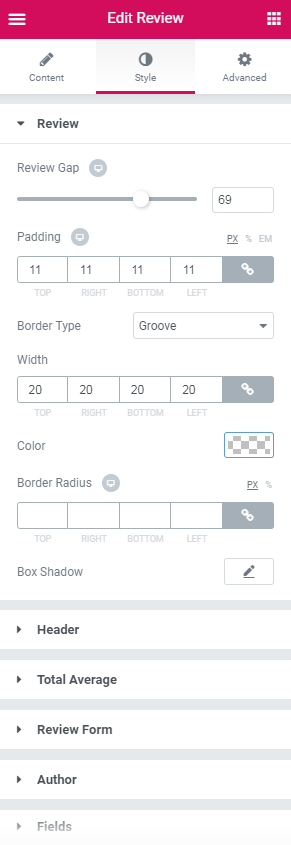 Edit Review
Content Style Advanced
Review
Review Gap
69
Padding PX % EM
11 11 11 11
TOP RIGHT BOTTOM LEFT
Border Type Groove
Width
20 20 20 20
TOP RIGHT BOTTOM LEFT
Color
Border Radius PX %
TOP RIGHT BOTTOM LEFT
Box Shadow
Header
Total Average
Review Form
Author
Fields